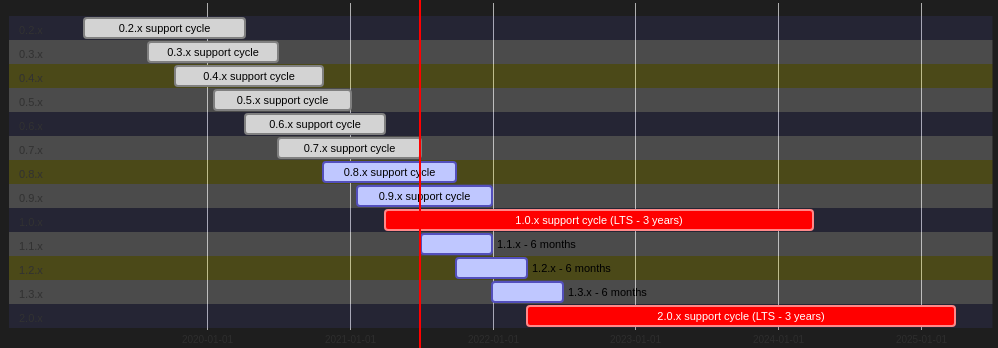 0.2.x
0.2.x support cycle
0.3.x
0.3.x support cycle
0.4.x
0.4.x support cycle
0.5.x
0.5.x support cycle
0.6.x
0.6.x support cycle
0.7.x
0.7.x support cycle
0.8.x
0.8.x support cycle
0.9.x
0.9.x support cycle
1.0.x
1.0.x support cycle (LTS - 3 years)
1.1.x
1.1.x - 6 months
1.2.x
1.2.x - 6 months
1.3.x
1.3.x - 6 months
2.0.x
2.0.x support cycle (LTS - 3 years)
2020-01-01
2021-01-01
2022-01-01
2023-01-01
2024-01-01
2025-01-01